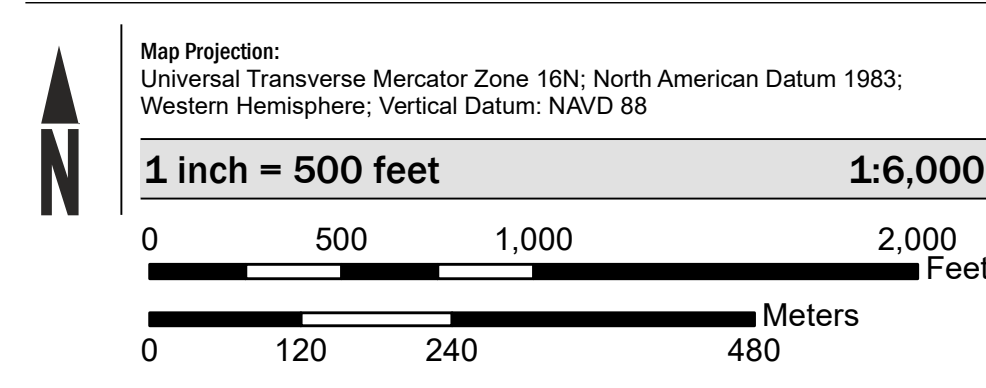 N
Map Projection:
Universal Transverse Mercator Zone 16N; North American Datum 1983;
Western Hemisphere; Vertical Datum: NAVD 88
1 inch = 500 feet 1:6,000
0 500 1,000 2,000
Feet
Meters
0 120 240 480